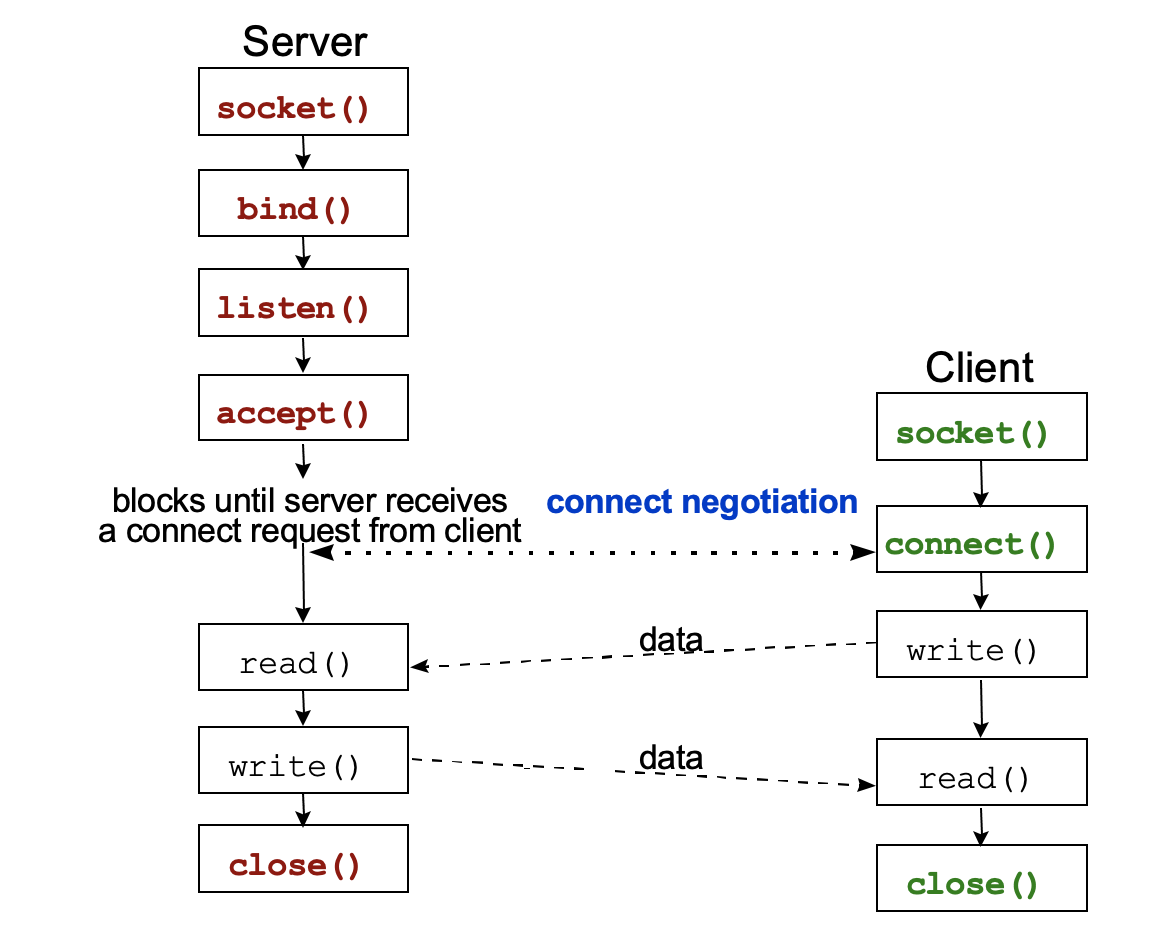 Server
socket()
bind()
listen()
accept()
blocks until server receives
a connect request from client
connect negotiation
Client
socket()
connect()
data
read()
write()
write()
data
read()
close()
close()